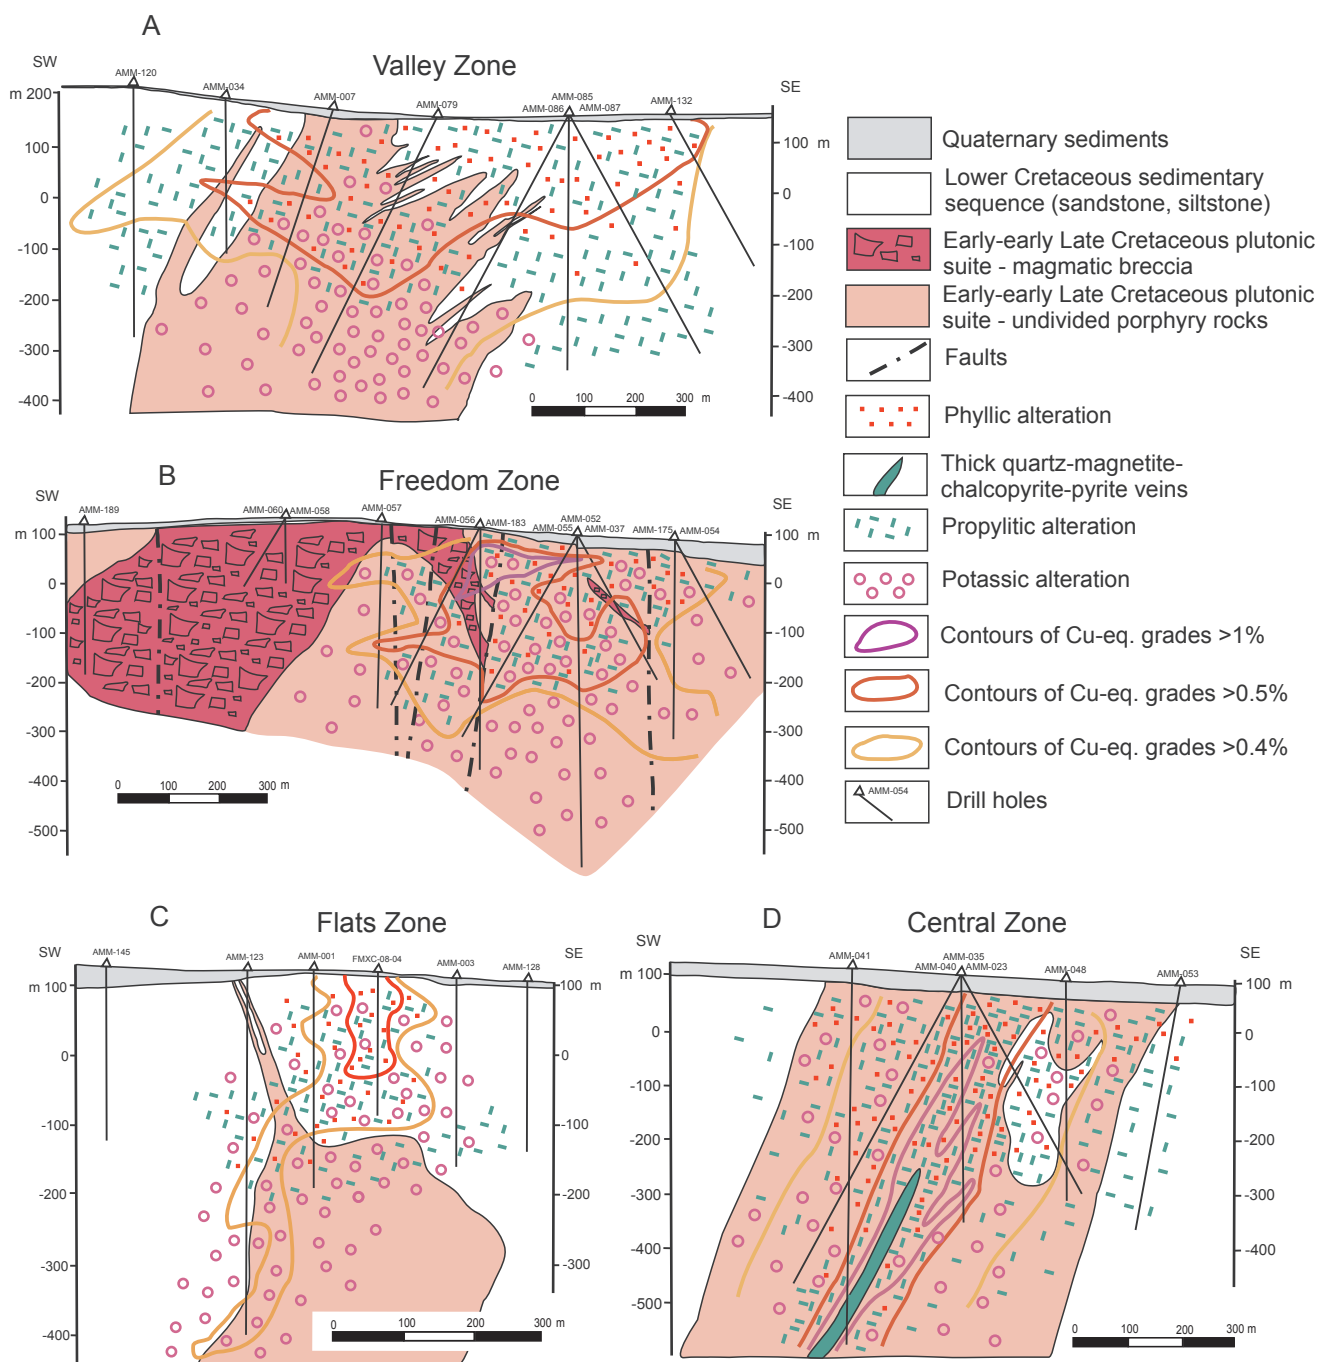 A
Valley Zone
SW
SE
AMM-120
AMM-034
AMM-007
AMM-079
AMM-085
AMM-086
AMM-087
AMM-132
m 200
100
0
-100
-200
-300
-400
100 m
0
-100
-200
-300
-400
0 100 200 300 m
B
Freedom Zone
SW
SE
AMM-189
AMM-060
AMM-058
AMM-057
AMM-056
AMM-183
AMM-052
AMM-055
AMM-037
AMM-175
AMM-054
m 100
0
-100
-200
-300
-400
-500
100 m
0
-100
-200
-300
-400
-500
0 100 200 300 m
C
Flats Zone
SW
SE
AMM-145
AMM-123
AMM-001
FMXC-08-04
AMM-003
AMM-128
m 100
0
-100
-200
-300
-400
100 m
0
-100
-200
-300
0 100 200 300 m
D
Central Zone
SW
SE
AMM-041
AMM-035
AMM-040
AMM-023
AMM-048
AMM-053
m 100
0
-100
-200
-300
-400
-500
100 m
0
-100
-200
-300
-400
0 100 200 300 m
Quaternary sediments
Lower Cretaceous sedimentary
sequence (sandstone, siltstone)
Early-early Late Cretaceous plutonic
suite - magmatic breccia
Early-early Late Cretaceous plutonic
suite - undivided porphyry rocks
Faults
Phyllic alteration
Thick quartz-magnetite-
chalcopyrite-pyrite veins
Propylitic alteration
Potassic alteration
Contours of Cu-eq. grades >1%
Contours of Cu-eq. grades >0.5%
Contours of Cu-eq. grades >0.4%
AMM-054
Drill holes